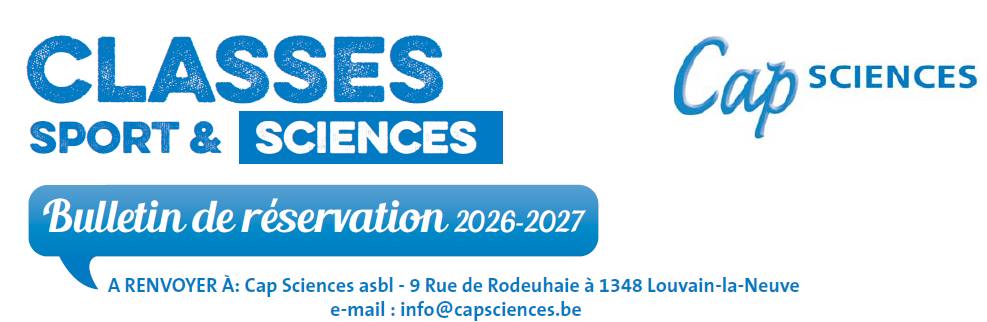 CLASSES
SPORT & SCIENCES
Cap SCIENCES
Bulletin de réservation 2026-2027
A RENVOYER À: Cap Sciences asbl - 9 Rue de Rodeuhaie à 1348 Louvain-la-Neuve
e-mail : info@capsciences.be